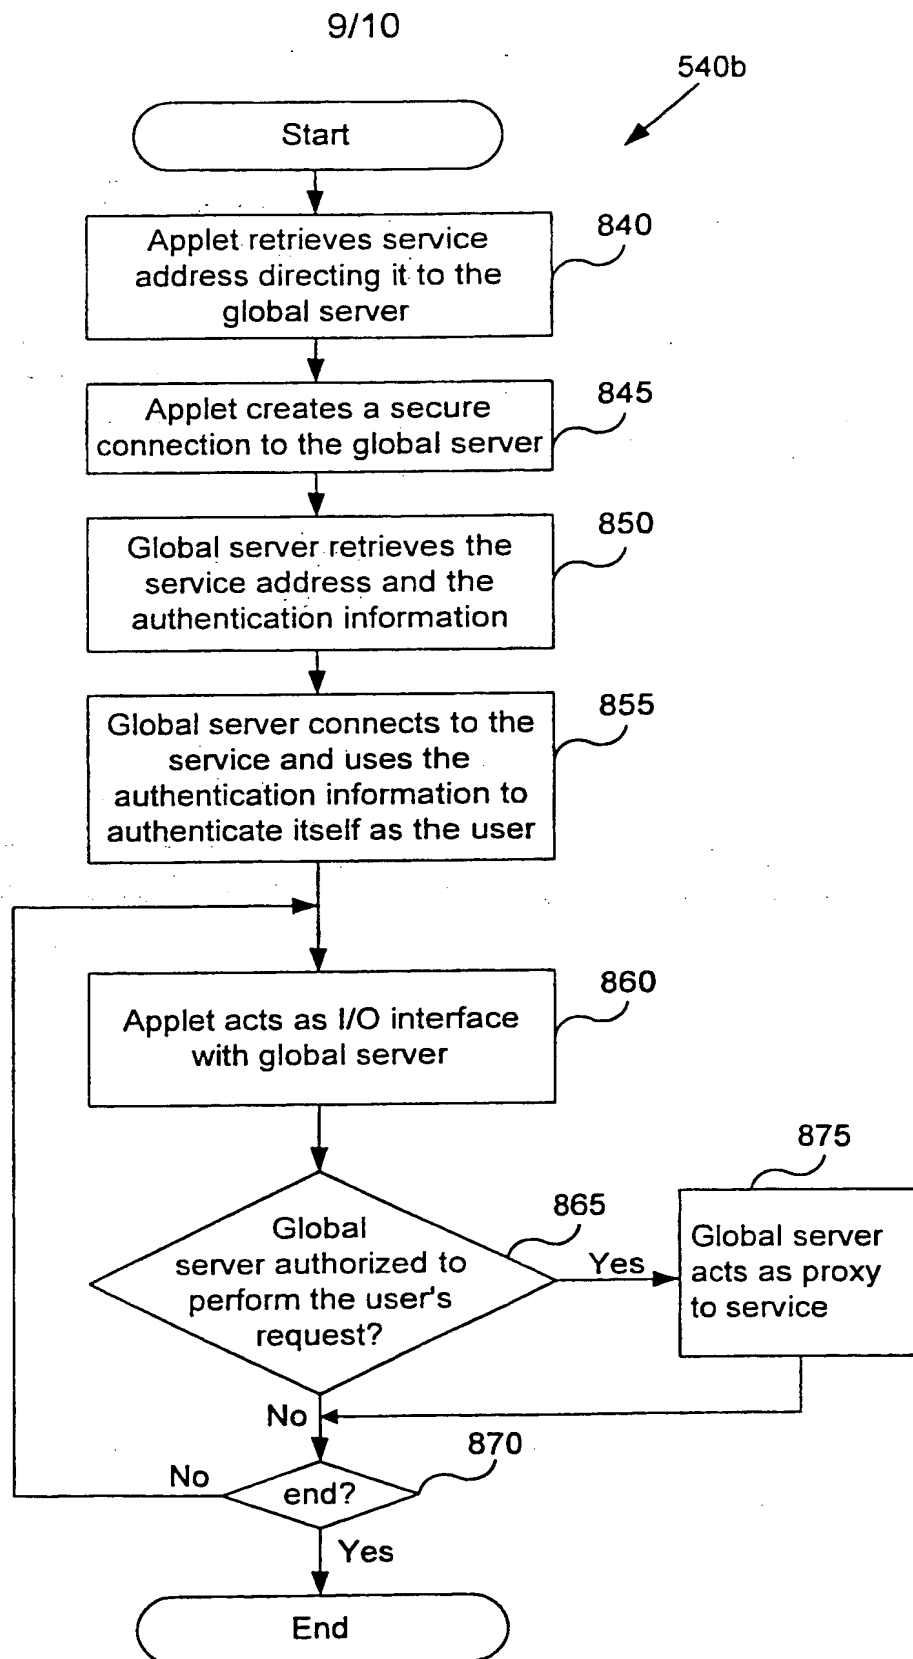 9/10
540b
Start
840
Applet retrieves service
address directing it to the
global server
845
Applet creates a secure
connection to the global server
850
Global server retrieves the
service address and the
authentication information
855
Global server connects to the
service and uses the
authentication information to
authenticate itself as the user
860
Applet acts as I/O interface
with global server
865
Global
server authorized to
perform the user's
request?
Yes
875
Global server
acts as proxy
to service
No
870
end?
No
Yes
End